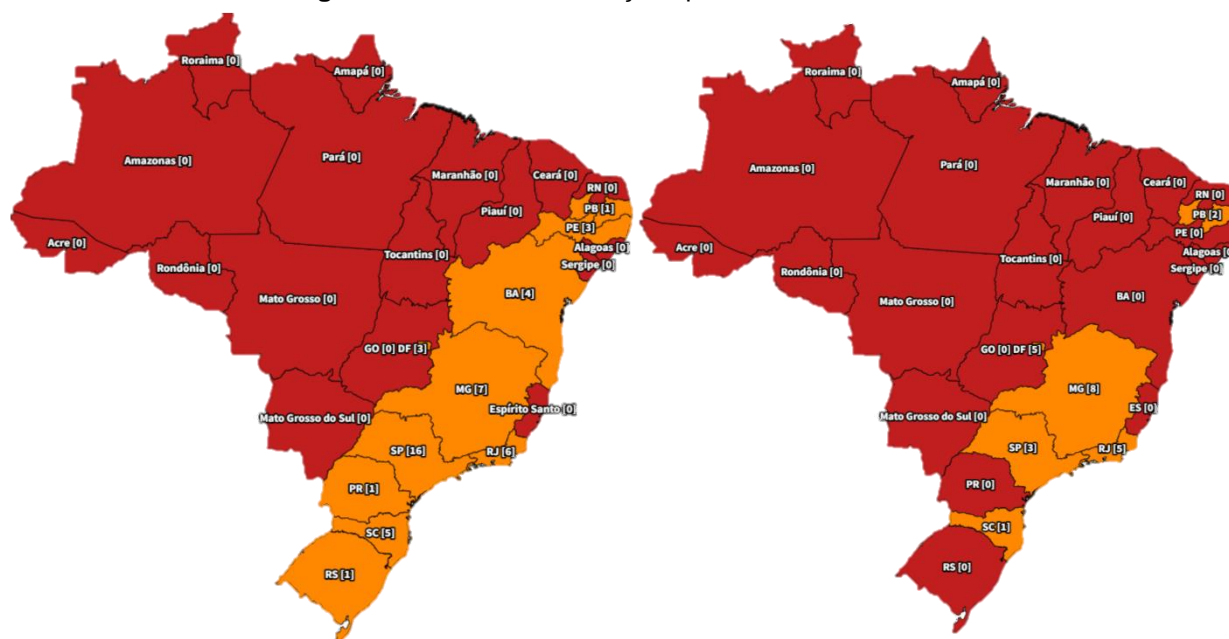 Roraima [0]
Amapá [0]
Amazonas [0]
Pará [0]
Maranhão [0]
Ceará [0]
RN [0]
PB [1]
Piauí [0]
PE [3]
Alagoas [0]
Sergipe [0]
Acre [0]
Rondônia [0]
Tocantins [0]
Mato Grosso [0]
BA [4]
GO [0] DF [3]
MG [7]
Espírito Santo [0]
Mato Grosso do Sul [0]
SP [16]
RJ [6]
PR [1]
SC [5]
RS [1]
Roraima [0]
Amapá [0]
Amazonas [0]
Pará [0]
Maranhão [0]
Ceará [0]
RN [0]
PB [2]
Piauí [0]
PE [0]
Alagoas [0
Sergipe [0]
Acre [0]
Rondônia [0]
Tocantins [0]
Mato Grosso [0]
BA [0]
GO [0] DF [5]
MG [8]
ES [0]
Mato Grosso do Sul [0]
SP [3]
RJ [5]
PR [0]
SC [1]
RS [0]